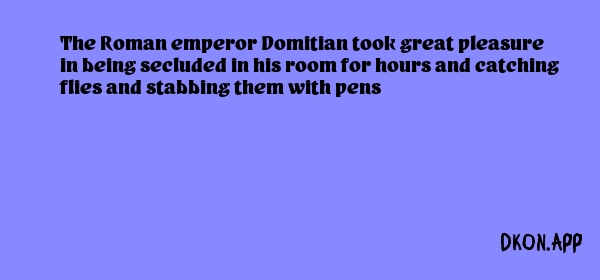 The Roman emperor Domitian took great pleasure
in being secluded in his room for hours and catching
flies and stabbing them with pens
DKON.APP